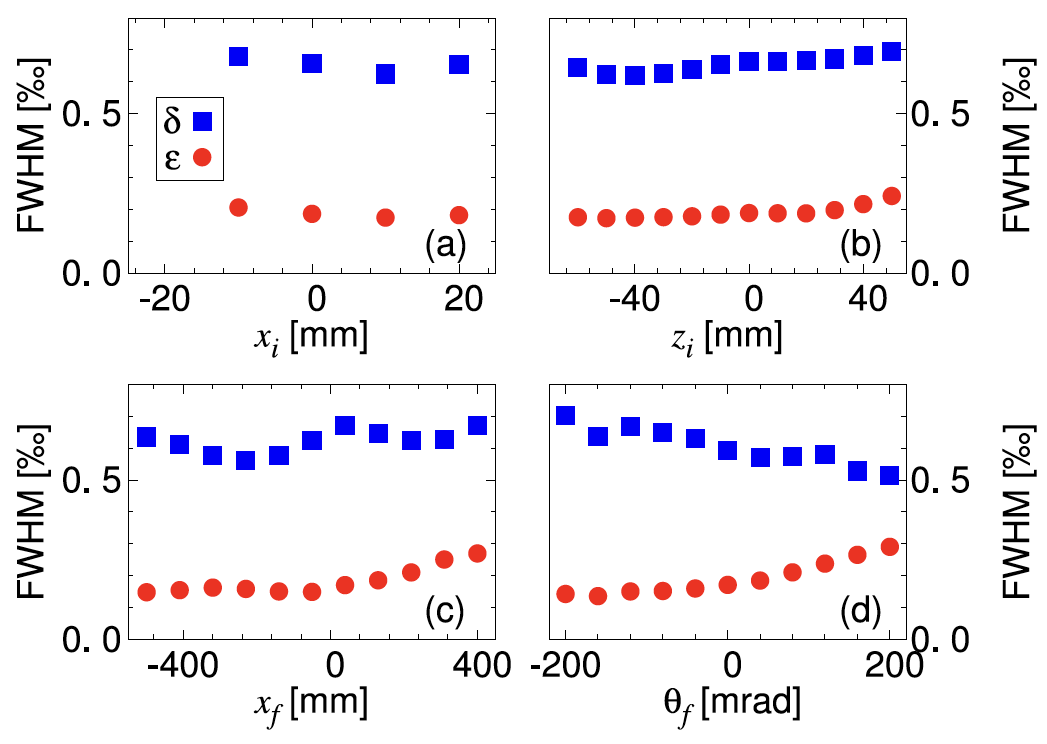 FWHM [‰]
0. 5
0. 0
δ
ε
(a)
-20 0 20
x_i [mm]
FWHM [‰]
0. 5
0. 0
(b)
-40 0 40
z_i [mm]
FWHM [‰]
0. 5
0. 0
(c)
-400 0 400
x_f [mm]
FWHM [‰]
0. 5
0. 0
(d)
-200 0 200
θ_f [mrad]